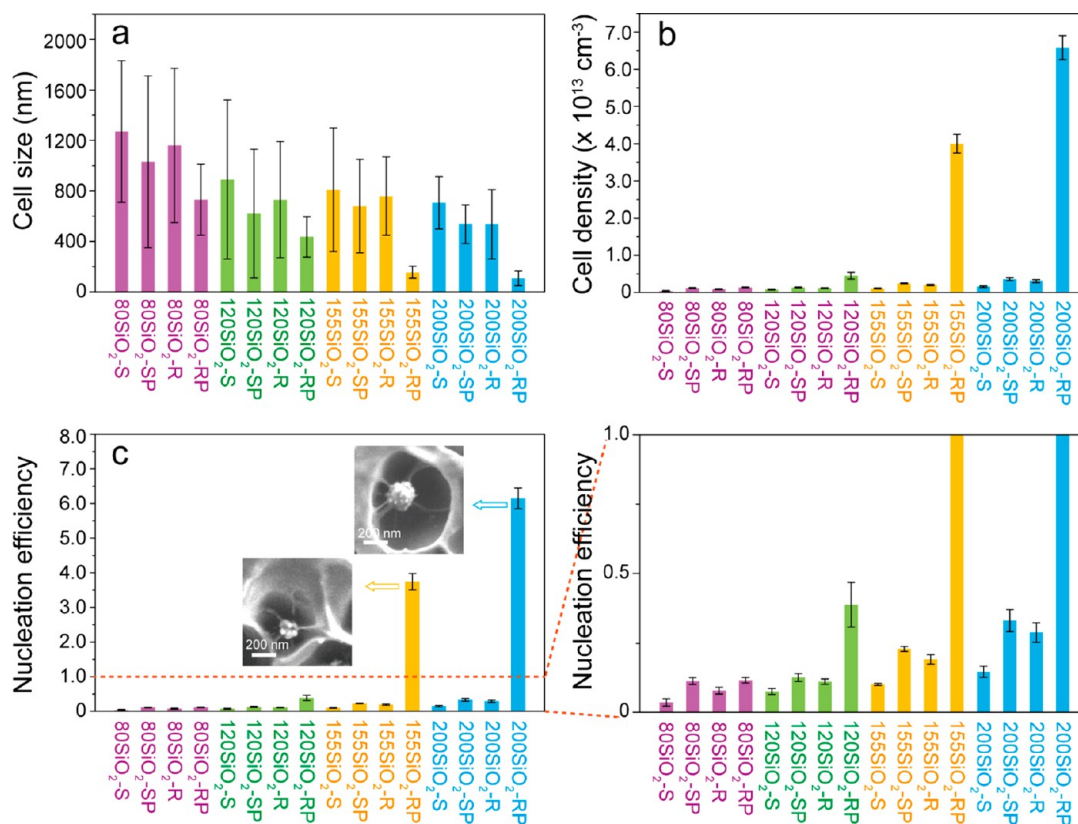 a
Cell size (nm)
2000
1600
1200
800
400
0
80SiO2-S
80SiO2-SP
80SiO2-R
80SiO2-RP
120SiO2-S
120SiO2-SP
120SiO2-R
120SiO2-RP
155SiO2-S
155SiO2-SP
155SiO2-R
155SiO2-RP
200SiO2-S
200SiO2-SP
200SiO2-R
200SiO2-RP
b
Cell density (x 10¹³ cm⁻³)
7.0
6.0
5.0
4.0
3.0
2.0
1.0
0
80SiO2-S
80SiO2-SP
80SiO2-R
80SiO2-RP
120SiO2-S
120SiO2-SP
120SiO2-R
120SiO2-RP
155SiO2-S
155SiO2-SP
155SiO2-R
155SiO2-RP
200SiO2-S
200SiO2-SP
200SiO2-R
200SiO2-RP
c
Nucleation efficiency
8.0
7.0
6.0
5.0
4.0
3.0
2.0
1.0
0
200 nm
200 nm
80SiO2-S
80SiO2-SP
80SiO2-R
80SiO2-RP
120SiO2-S
120SiO2-SP
120SiO2-R
120SiO2-RP
155SiO2-S
155SiO2-SP
155SiO2-R
155SiO2-RP
200SiO2-S
200SiO2-SP
200SiO2-R
200SiO2-RP
Nucleation efficiency
1.0
0.5
0
80SiO2-S
80SiO2-SP
80SiO2-R
80SiO2-RP
120SiO2-S
120SiO2-SP
120SiO2-R
120SiO2-RP
155SiO2-S
155SiO2-SP
155SiO2-R
155SiO2-RP
200SiO2-S
200SiO2-SP
200SiO2-R
200SiO2-RP